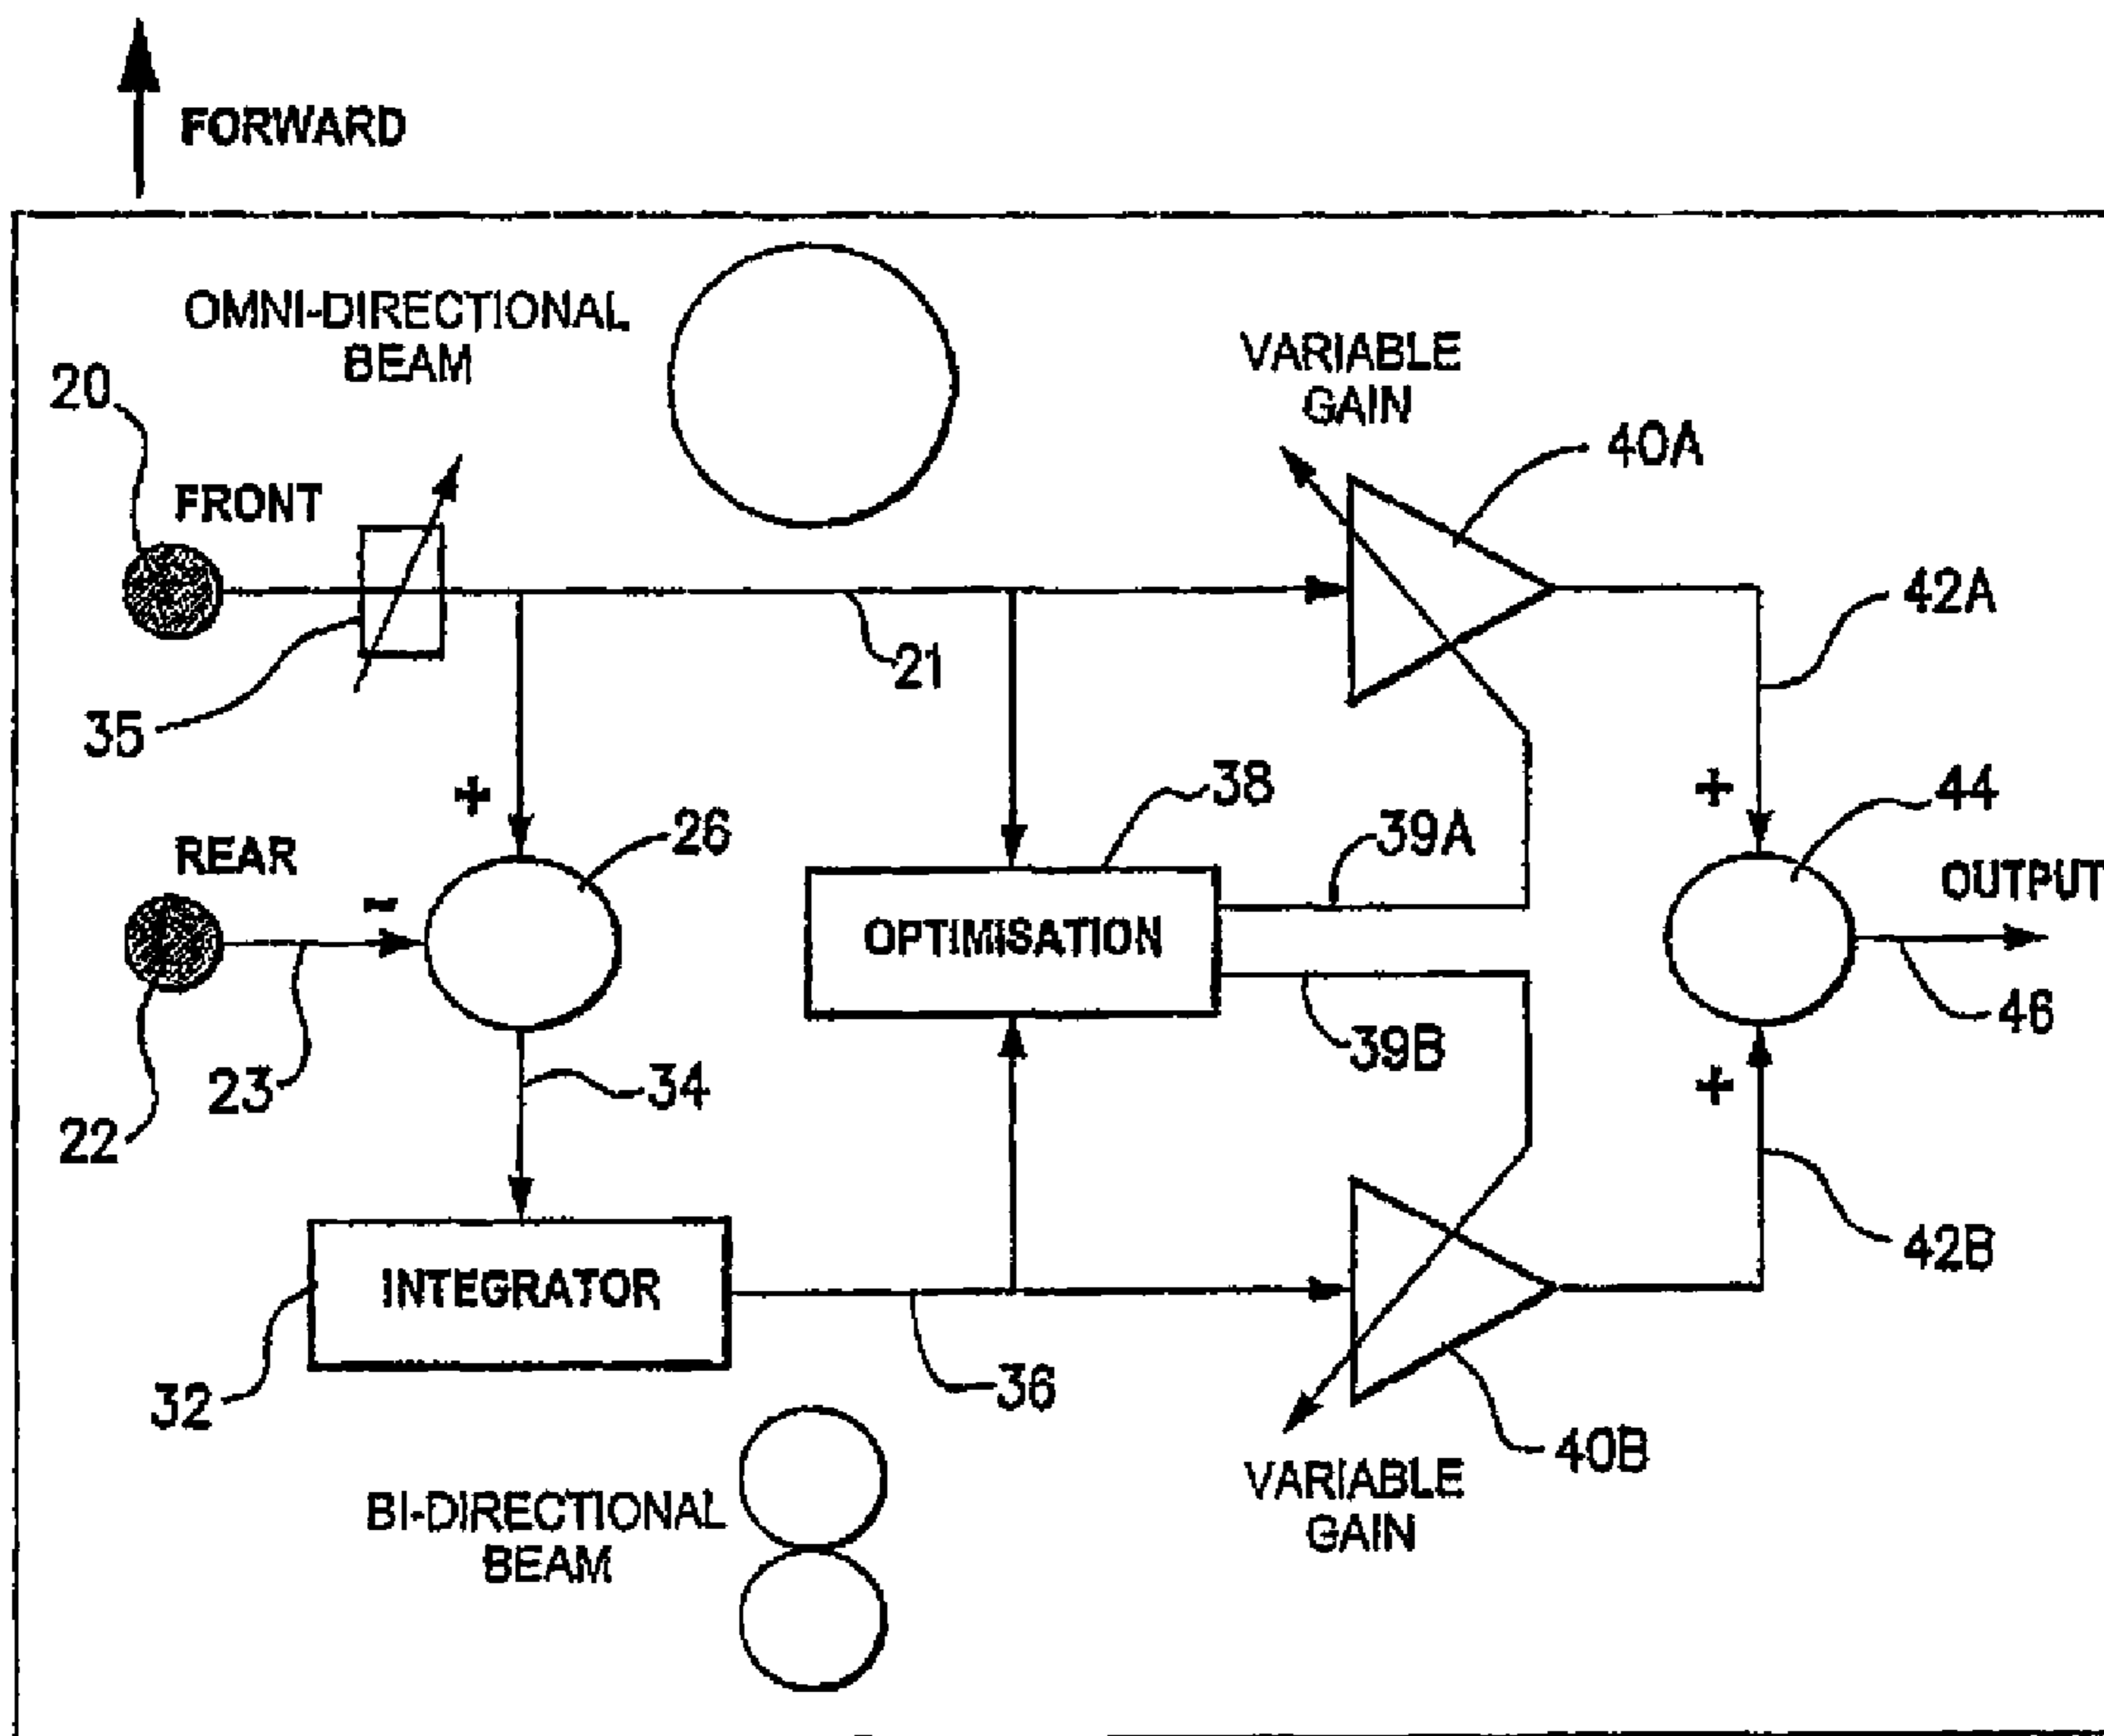 FORWARD
OMNI-DIRECTIONAL
BEAM
VARIABLE
GAIN
20
40A
FRONT
42A
21
35
+
+
38
44
26
39A
REAR
-
OPTIMISATION
OUTPUT
46
39B
23
34
+
22
42B
INTEGRATOR
36
32
40B
BI-DIRECTIONAL
BEAM
VARIABLE
GAIN